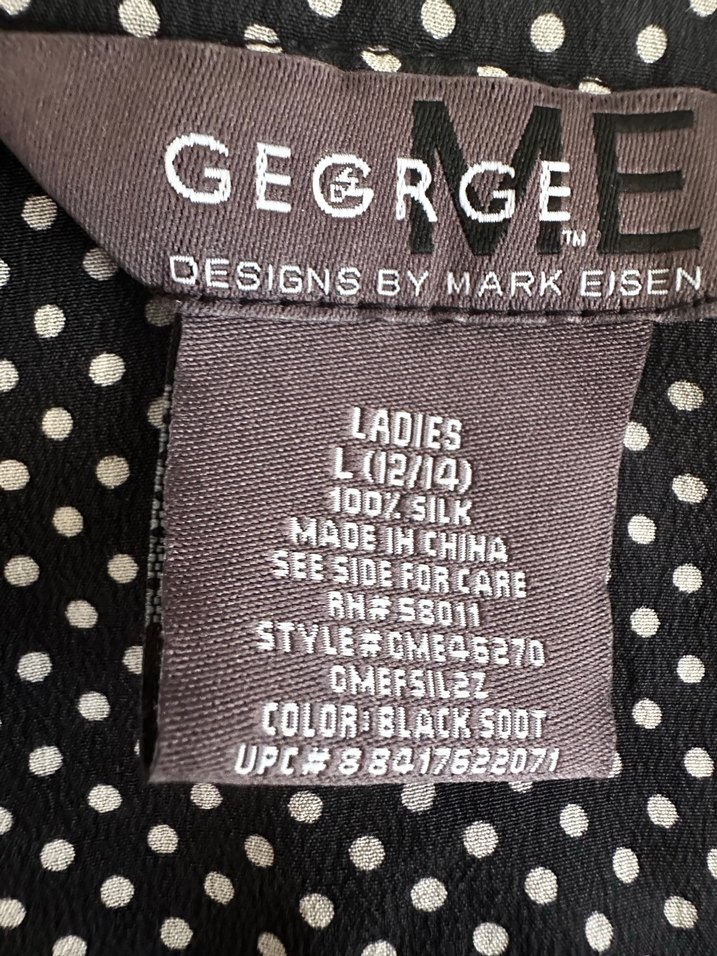 GEORGE ME™
DESIGNS BY MARK EISEN
LADIES
L (12/14)
100% SILK
MADE IN CHINA
SEE SIDE FOR CARE
RN# 58011
STYLE# GME46270
GMEFSIL2Z
COLOR: BLACK SOOT
UPC# 8 8417622071